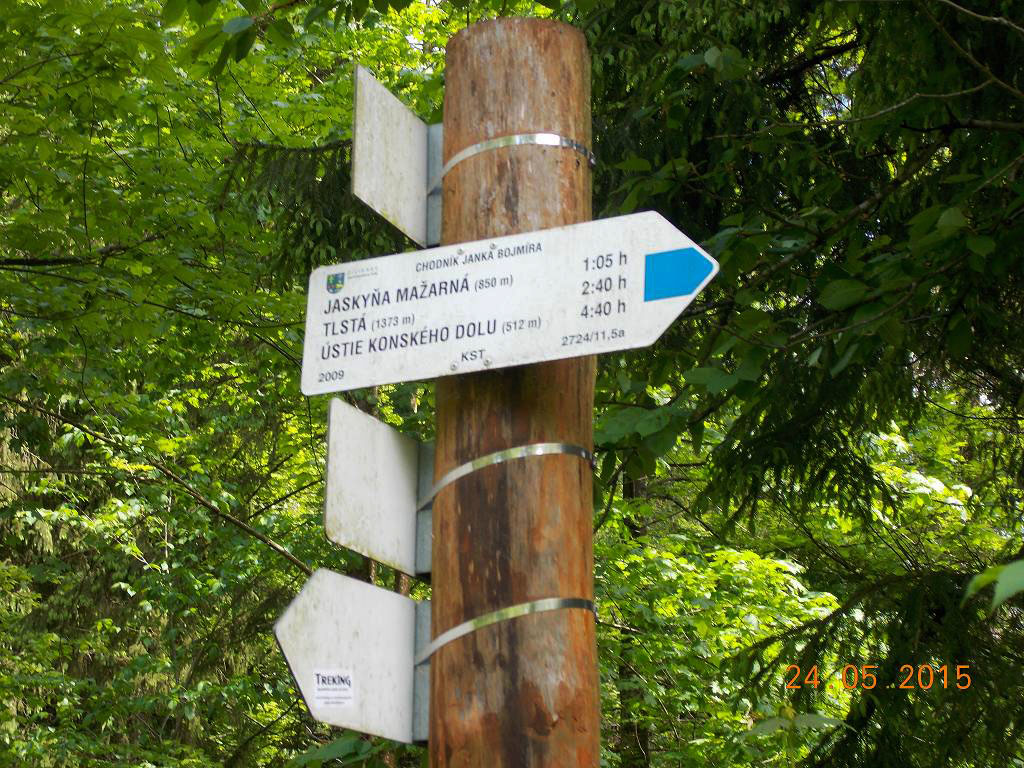 CHODNÍK JANKA BOJMÍRA
JASKYŇA MAŽARNÁ (850 m) 1:05 h
TLSTÁ (1373 m) 2:40 h
ÚSTIE KONSKÉHO DOLU (512 m) 4:40 h
2009 KST 2724/11,5a
TREKING
24 05 2015